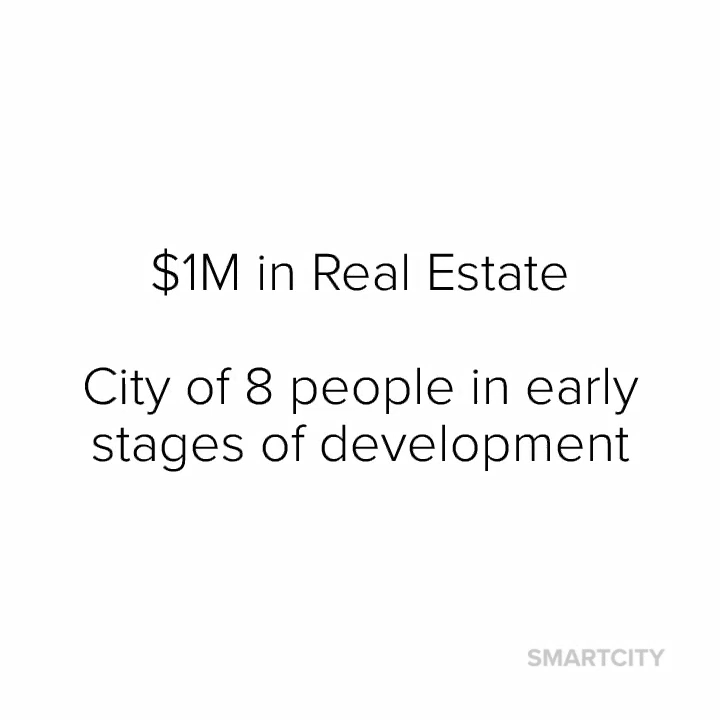 $1M in Real Estate
City of 8 people in early
stages of development
SMARTCITY